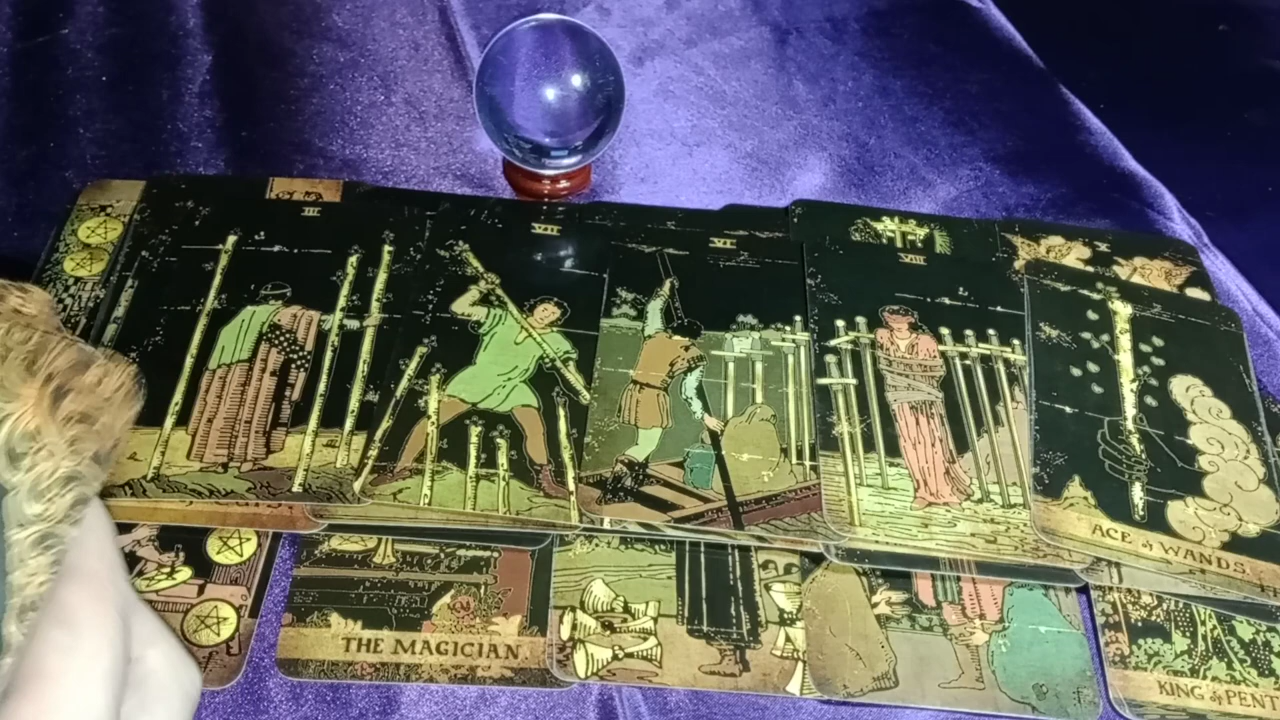 III
VII
VI
VIII
X
ACE of WANDS.
THE MAGICIAN.
KING of PENT